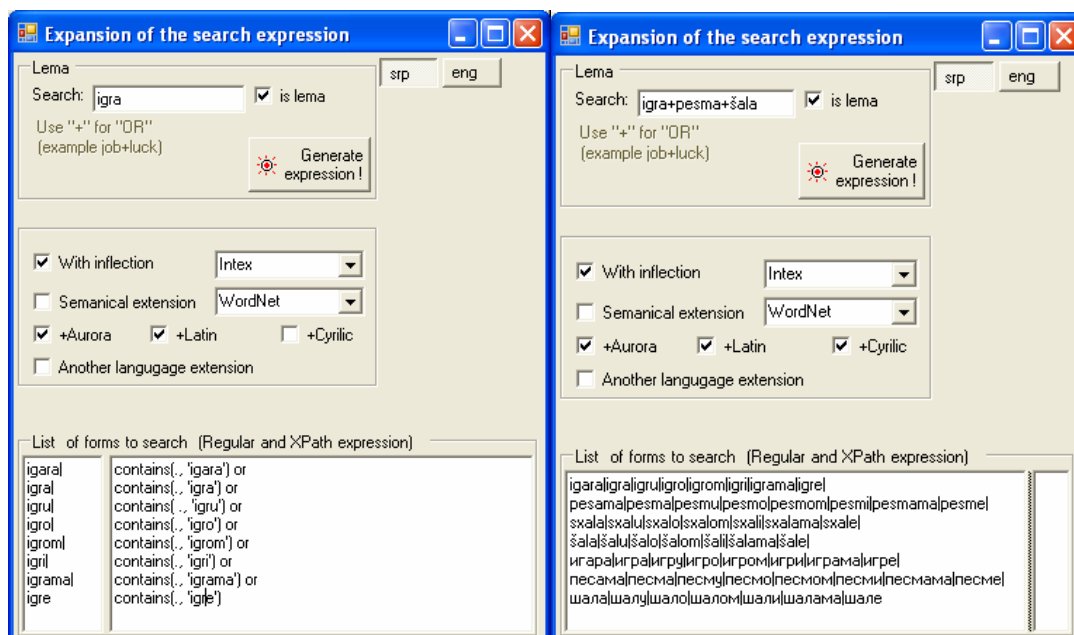 Expansion of the search expression
Lema
srp
eng
Search:
igra
is lema
Use "+" for "OR"
(example job+luck)
Generate
expression !
With inflection
Intex
Semanical extension
WordNet
+Aurora
+Latin
+Cyrilic
Another langugage extension
List of forms to search (Regular and XPath expression)
igara|
igra|
igru|
igro|
igrom|
igri|
igrama|
igre
contains(., 'igara') or
contains(., 'igra') or
contains( ., 'igru') or
contains(., 'igro') or
contains(., 'igrom') or
contains(., 'igri') or
contains(., 'igrama') or
contains(., 'igre')
Expansion of the search expression
Lema
srp
eng
Search:
igra+pesma+šala
is lema
Use "+" for "OR"
(example job+luck)
Generate
expression !
With inflection
Intex
Semanical extension
WordNet
+Aurora
+Latin
+Cyrilic
Another langugage extension
List of forms to search (Regular and XPath expression)
igara|igra|igru|igro|igrom|igri|igrama|igre|
pesama|pesma|pesmu|pesmo|pesmom|pesmi|pesmama|pesme|
sxala|sxalu|sxalo|sxalom|sxali|sxalama|sxale|
šala|šalu|šalo|šalom|šali|šalama|šale|
игара|игра|игру|игро|игром|игри|играма|игре|
песама|песма|песму|песмо|песмом|песми|песмама|песме|
шала|шалу|шало|шалом|шали|шалама|шале